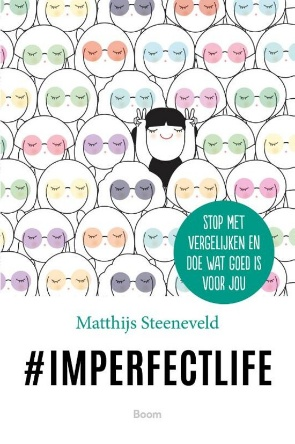 STOP MET
VERGELIJKEN EN
DOE WAT GOED IS
VOOR JOU
Matthijs Steeneveld
#IMPERFECTLIFE
Boom